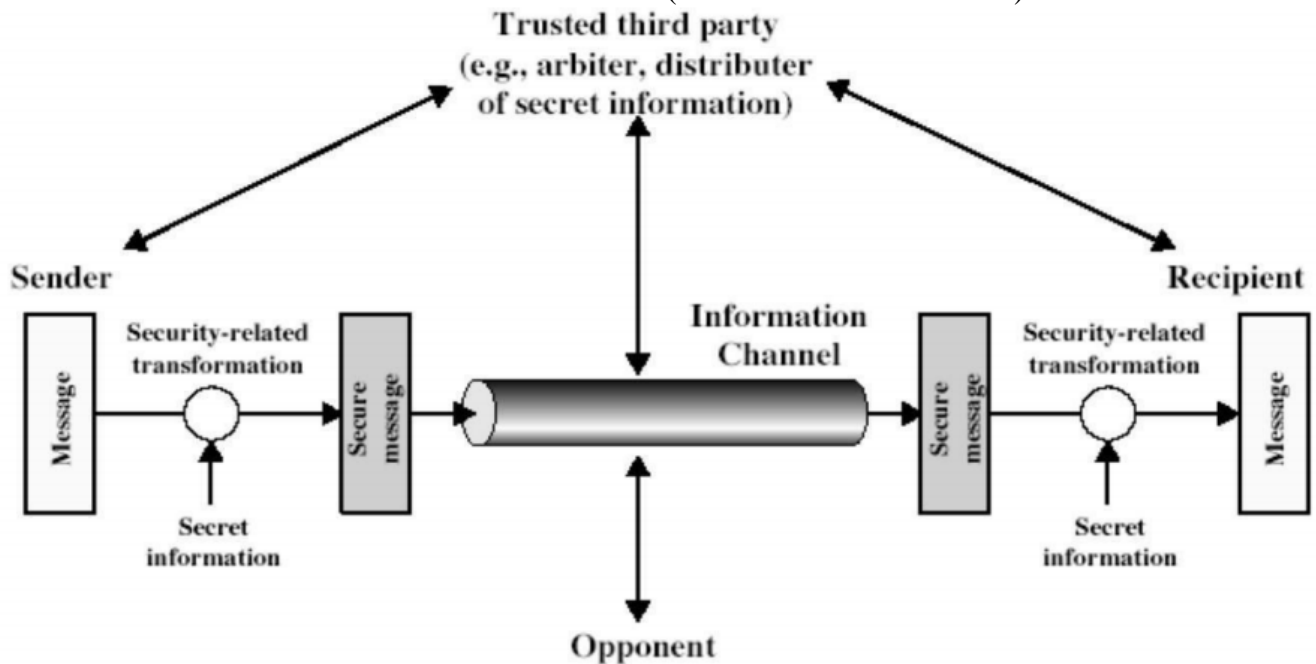 Trusted third party
(e.g., arbiter, distributer
of secret information)
Sender
Recipient
Security-related
transformation
Information
Channel
Security-related
transformation
Message
Secure
message
Secure
message
Message
Secret
information
Secret
information
Opponent